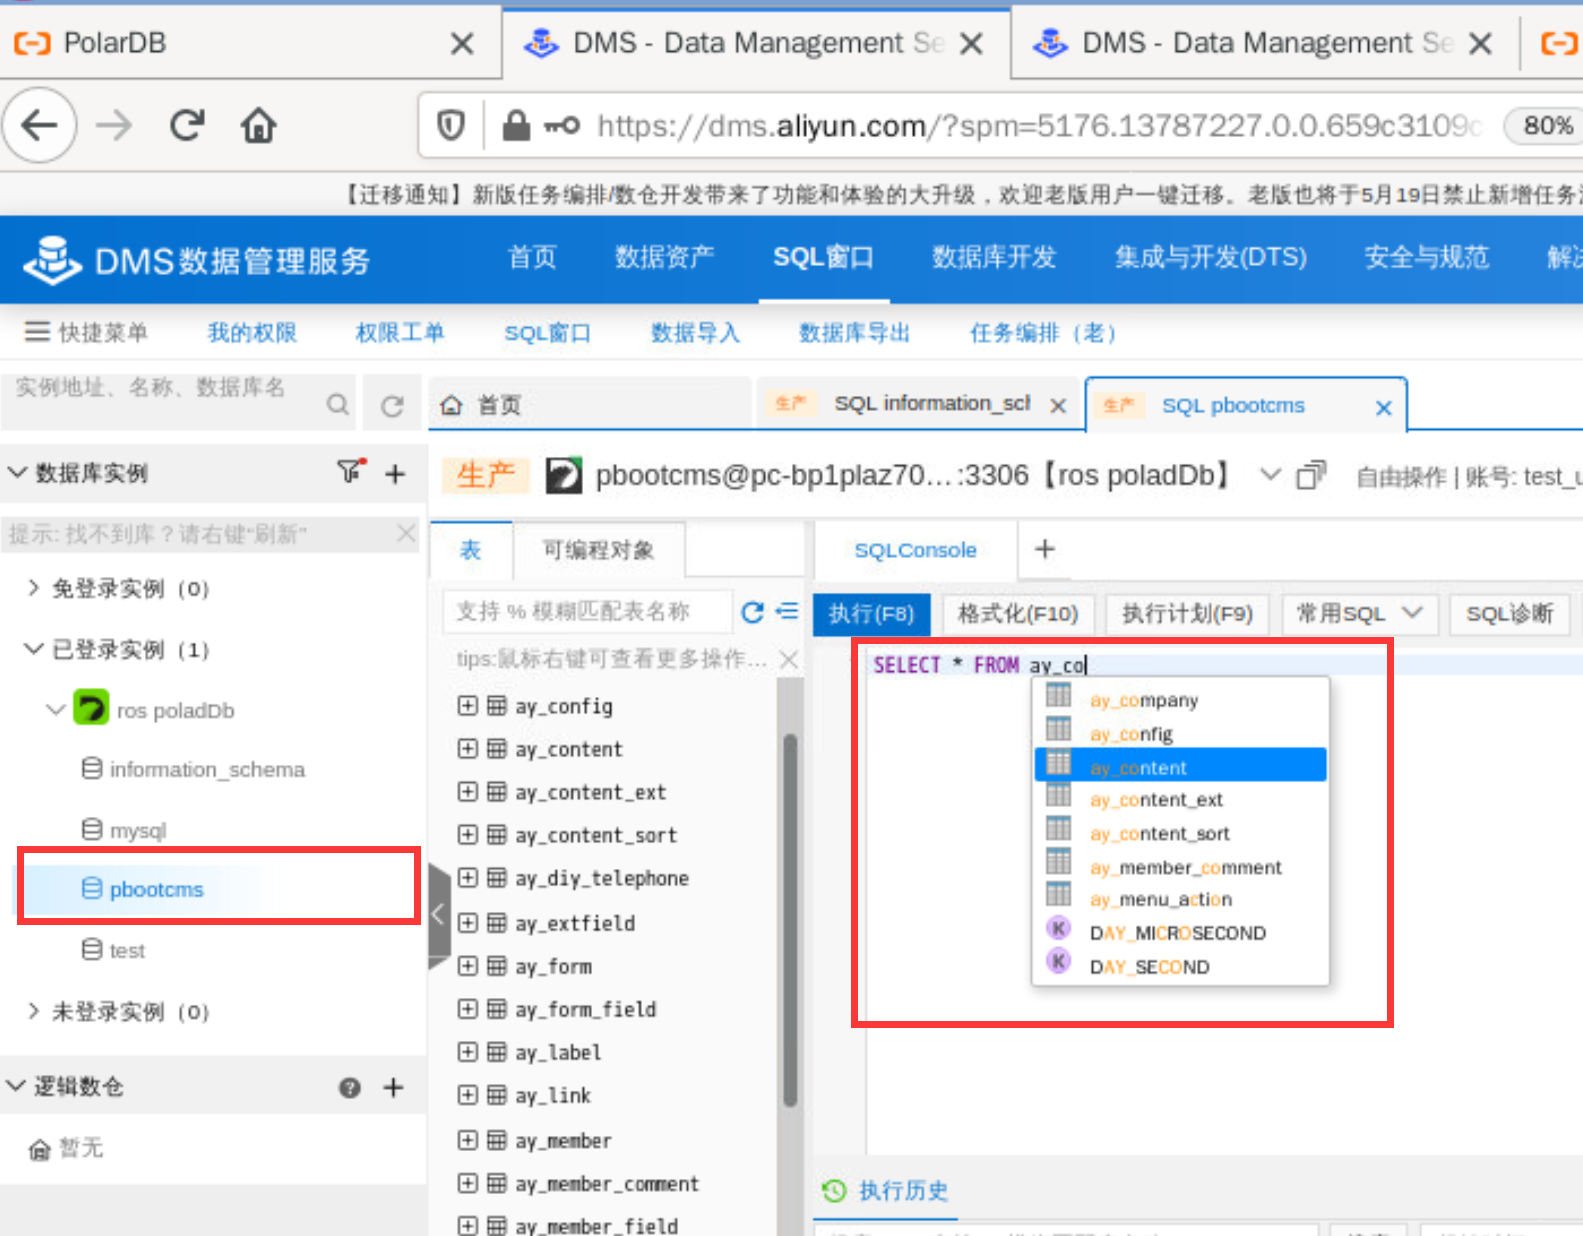 PolarDB
DMS - Data Management Se
DMS - Data Management Se
https://dms.aliyun.com/?spm=5176.13787227.0.0.659c3109c
80%
【迁移通知】新版任务编排/数仓开发带来了功能和体验的大升级，欢迎老版用户一键迁移。老版也将于5月19日禁止新增任务
DMS数据管理服务
首页
数据资产
SQL窗口
数据库开发
集成与开发(DTS)
安全与规范
解决
快捷菜单
我的权限
权限工单
SQL窗口
数据导入
数据库导出
任务编排（老）
实例地址、名称、数据库名
首页
生产
SQL information_scl
生产
SQL pbootcms
数据库实例
生产
pbootcms@pc-bp1plaz70...:3306【ros poladDb】
自由操作 | 账号: test_u
提示: 找不到库？请右键“刷新”
表
可编程对象
SQLConsole
免登录实例（0）
支持 % 模糊匹配表名称
执行(F8)
格式化(F10)
执行计划(F9)
常用SQL
SQL诊断
已登录实例（1）
tips:鼠标右键可查看更多操作...
SELECT * FROM ay_co
ros poladDb
information_schema
mysql
pbootcms
test
未登录实例（0）
逻辑数仓
暂无
ay_config
ay_content
ay_content_ext
ay_content_sort
ay_diy_telephone
ay_extfield
ay_form
ay_form_field
ay_label
ay_link
ay_member
ay_member_comment
ay_member_field
ay_company
ay_config
ay_content
ay_content_ext
ay_content_sort
ay_member_comment
ay_menu_action
K DAY_MICROSECOND
K DAY_SECOND
执行历史